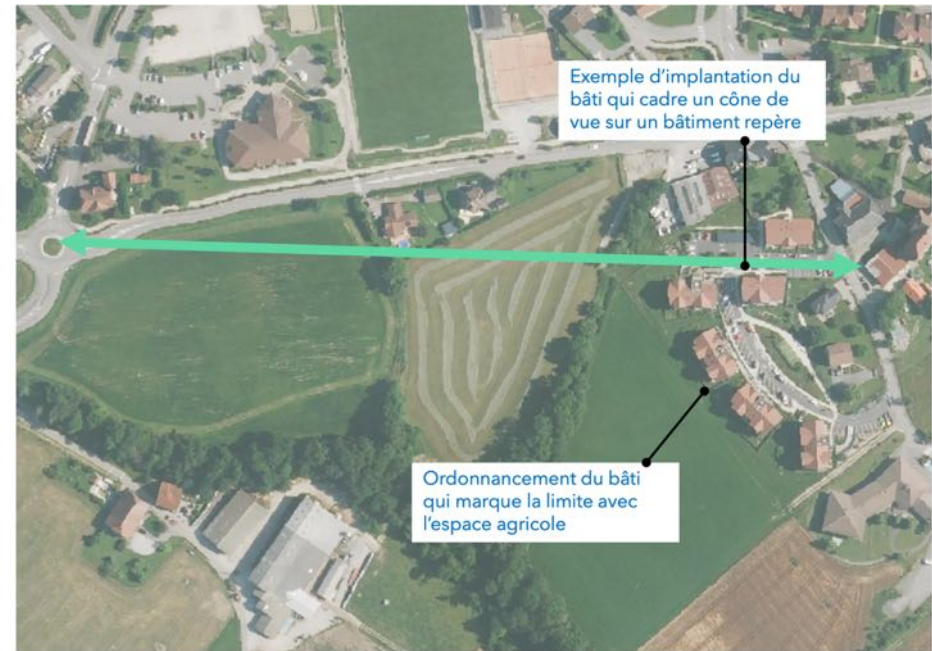 Exemple d’implantation du
bâti qui cadre un cône de
vue sur un bâtiment repère
Ordonnancement du bâti
qui marque la limite avec
l’espace agricole